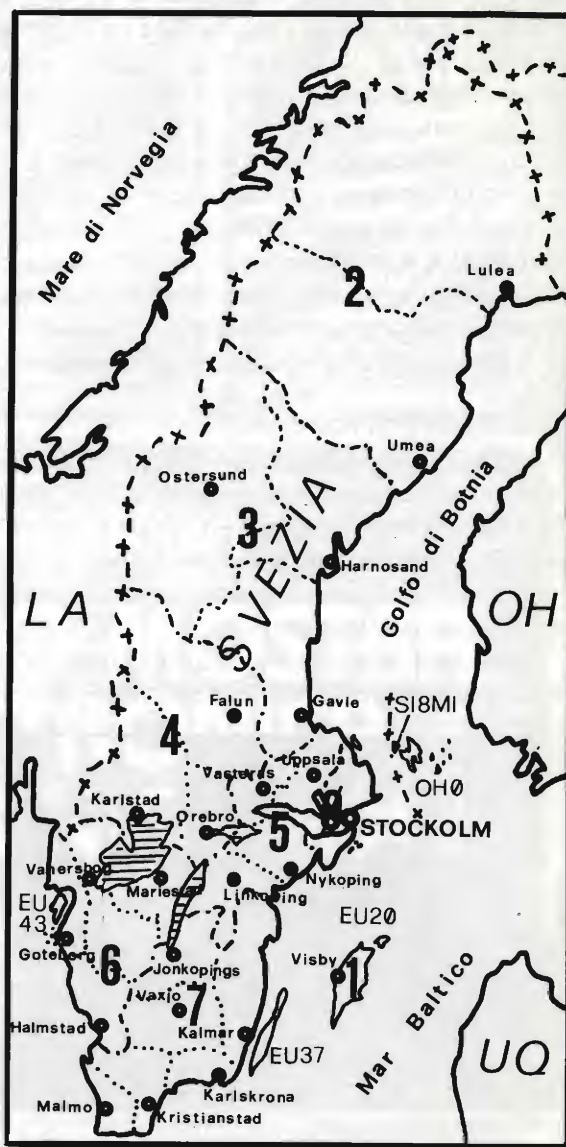 Mare di Norvegia
2
Lulea
Umea
Ostersund
3
SVEZIA
Harnosand
Golfo di Botnia
LA
OH
Falun
Gavle
SI8MI
4
Uppsala
OH0
Vasteras
Karlstad
Orebro
5
8
STOCKOLM
Vanersbog
Mariestad
Linkoping
Nykoping
EU
43
EU20
Goteborg
Jonkopings
Visby
1
6
Vaxjo
7
Mar Baltico
Halmstad
Kalmar
EU37
UQ
Karlskrona
Malmo
Kristianstad